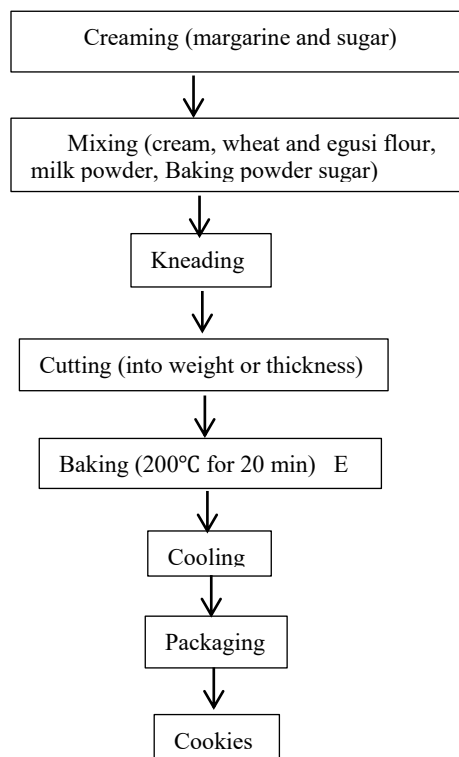 Creaming (margarine and sugar)
Mixing (cream, wheat and egusi flour,
milk powder, Baking powder sugar)
Kneading
Cutting (into weight or thickness)
Baking (200℃ for 20 min) E
Cooling
Packaging
Cookies